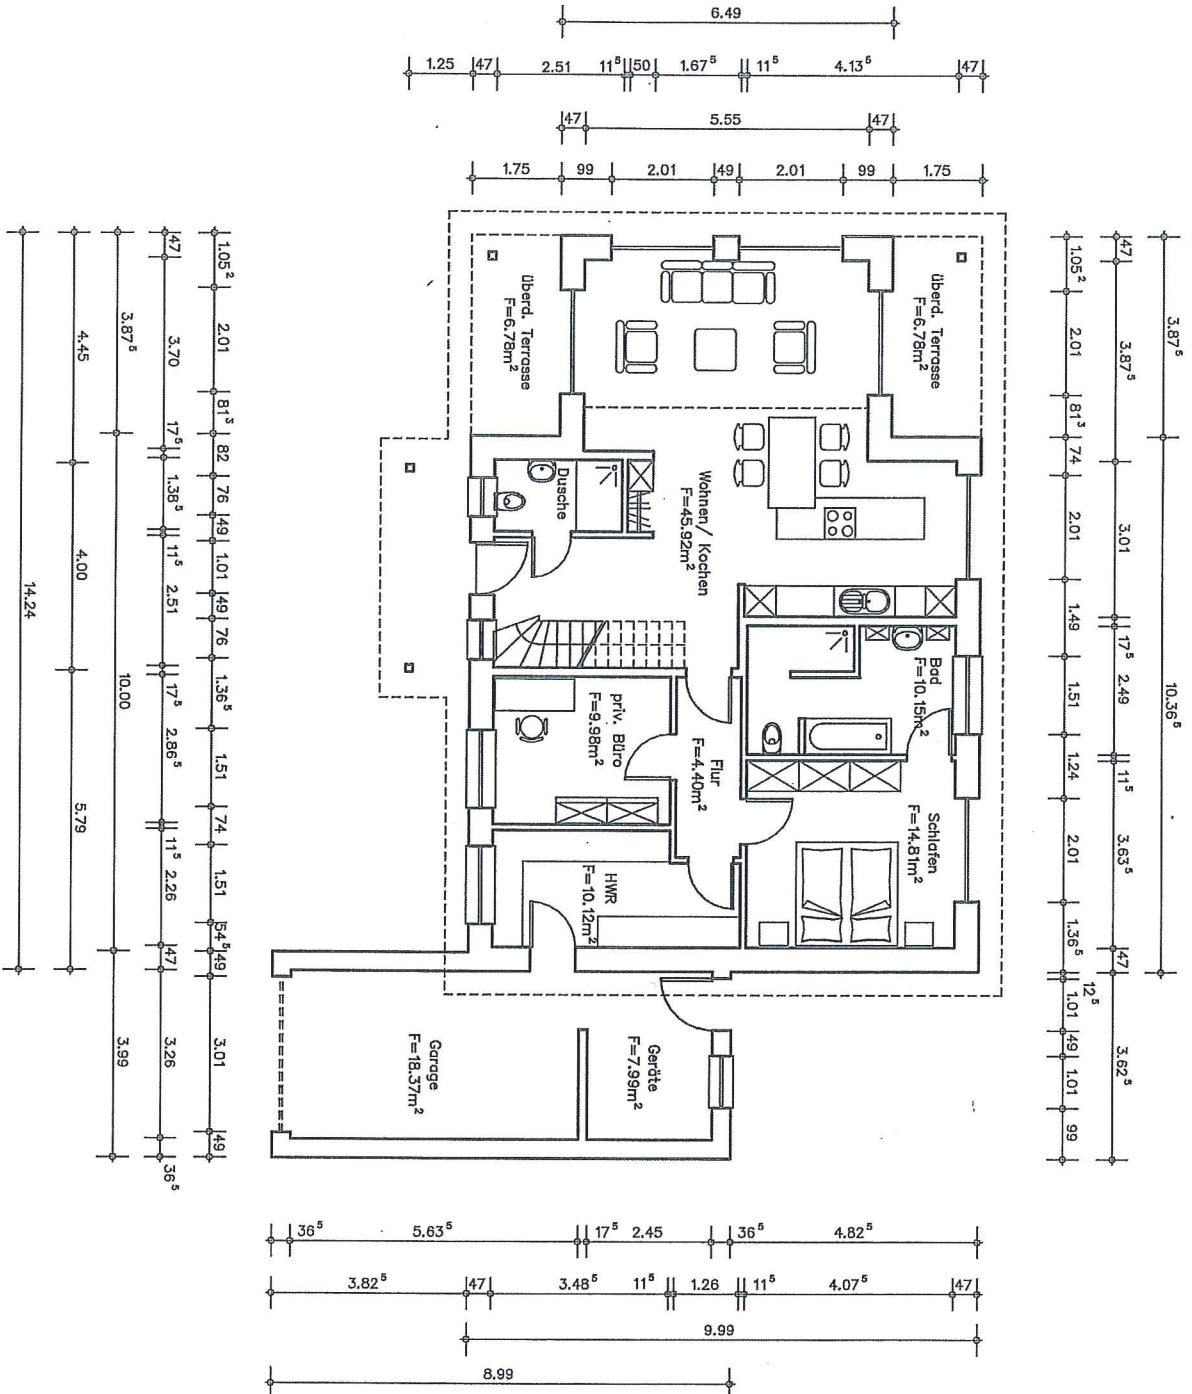 6.49
1.25 47 2.51 11⁵ 50 1.67⁵ 11⁵ 4.13⁵ 47
47 5.55 47
1.75 99 2.01 49 2.01 99 1.75
überd. Terrasse
F=6.78m²
überd. Terrasse
F=6.78m²
Wohnen/ Kochen
F=45.92m²
Dusche
Bad
F=10.15m²
priv. Büro
F=9.98m²
Flur
F=4.40m²
Schlafen
F=14.81m²
HWR
F=10.12m²
Garage
F=18.37m²
Geräte
F=7.99m²
14.24
4.45 4.00 5.79
3.87⁵ 10.00 3.99
47 3.70 17⁵ 1.38⁵ 11⁵ 2.51 17⁵ 2.86⁵ 11⁵ 2.26 47 3.26 36⁵
1.05² 2.01 81³ 82 76 49 1.01 49 76 1.36⁵ 1.51 74 1.51 54⁵ 49 3.01 49
1.05² 2.01 81³ 74 2.01 1.49 1.51 1.24 2.01 1.36⁵ 12⁵ 1.01 49 1.01 99
47 3.87⁵ 3.01 17⁵ 2.49 11⁵ 3.63⁵ 47 3.62⁵
3.87⁵ 10.36⁵
36⁵ 5.63⁵ 17⁵ 2.45 36⁵ 4.82⁵
3.82⁵ 47 3.48⁵ 11⁵ 1.26 11⁵ 4.07⁵ 47
9.99
8.99